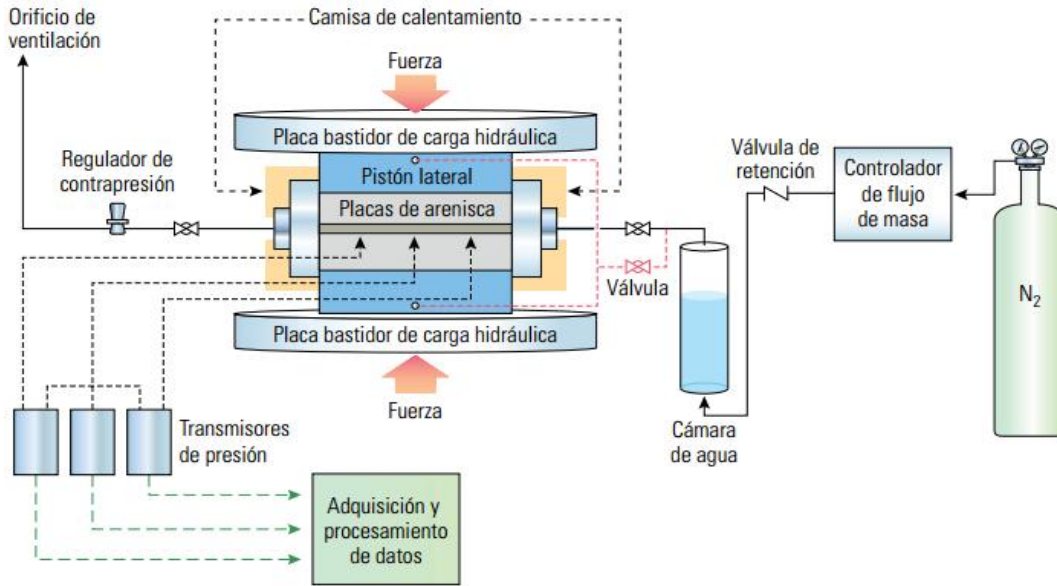 Orificio de
ventilación
Camisa de calentamiento
Fuerza
Placa bastidor de carga hidráulica
Regulador de
contrapresión
Pistón lateral
Placas de arenisca
Válvula de
retención
Controlador
de flujo
de masa
Válvula
N2
Placa bastidor de carga hidráulica
Fuerza
Cámara
de agua
Transmisores
de presión
Adquisición y
procesamiento
de datos